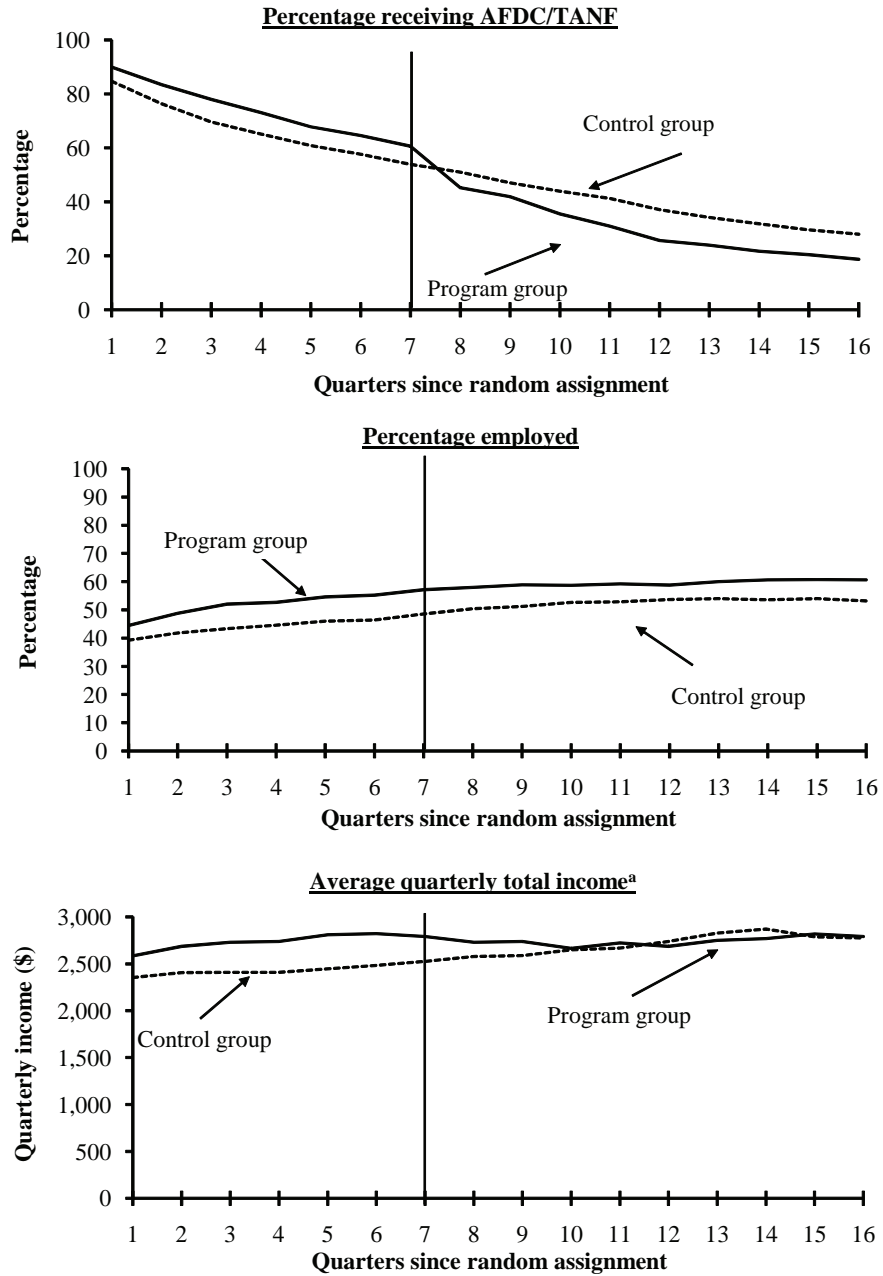 Percentage receiving AFDC/TANF
100
80
60
40
20
0
Percentage
Control group
Program group
1 2 3 4 5 6 7 8 9 10 11 12 13 14 15 16
Quarters since random assignment
Percentage employed
100
90
80
70
60
50
40
30
20
10
0
Percentage
Program group
Control group
1 2 3 4 5 6 7 8 9 10 11 12 13 14 15 16
Quarters since random assignment
Average quarterly total incomeᵃ
3,000
2,500
2,000
1,500
1,000
500
0
Quarterly income ($)
Control group
Program group
1 2 3 4 5 6 7 8 9 10 11 12 13 14 15 16
Quarters since random assignment